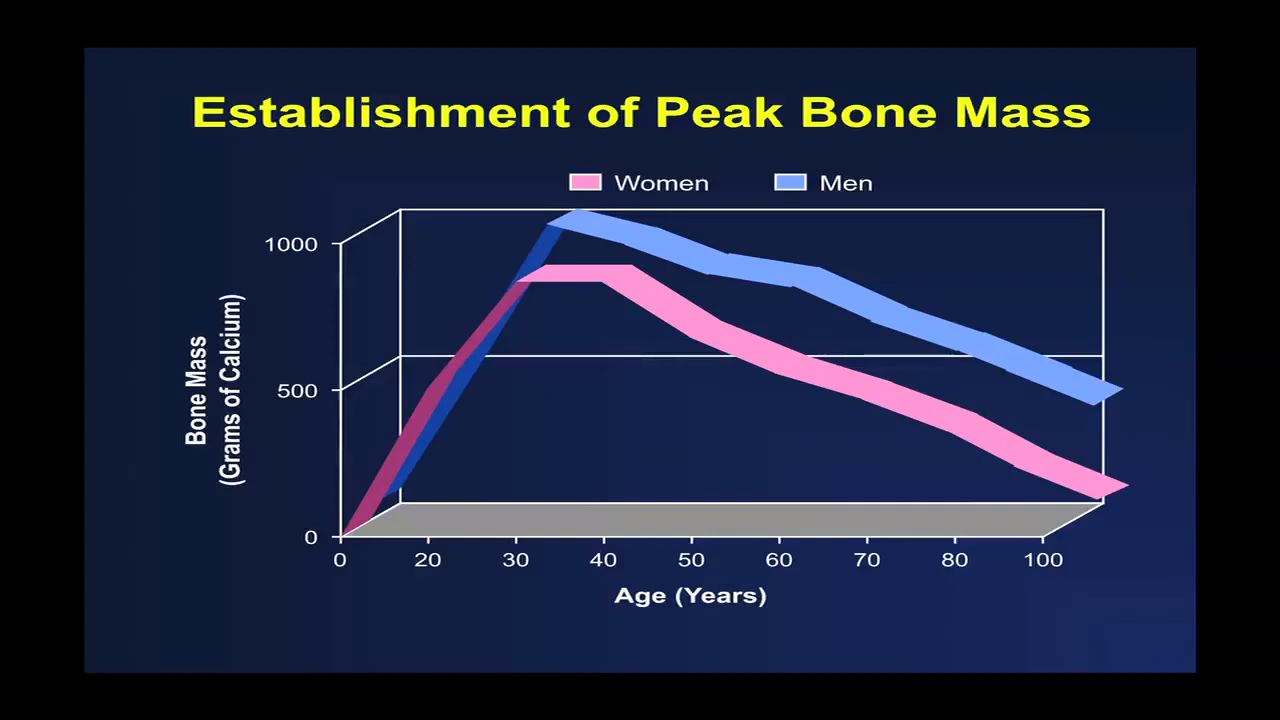 Establishment of Peak Bone Mass
Women
Men
1000
500
0
Bone Mass
(Grams of Calcium)
0 20 30 40 50 60 70 80 100
Age (Years)